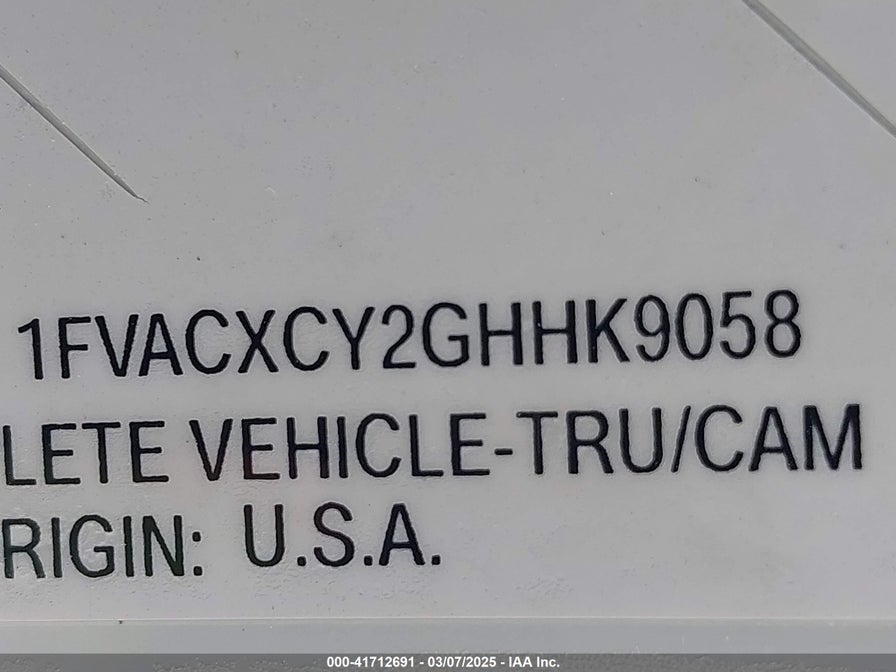 1FVACXCY2GHHK9058
LETE VEHICLE-TRU/CAM
RIGIN: U.S.A.
000-41712691 - 03/07/2025 - IAA Inc.